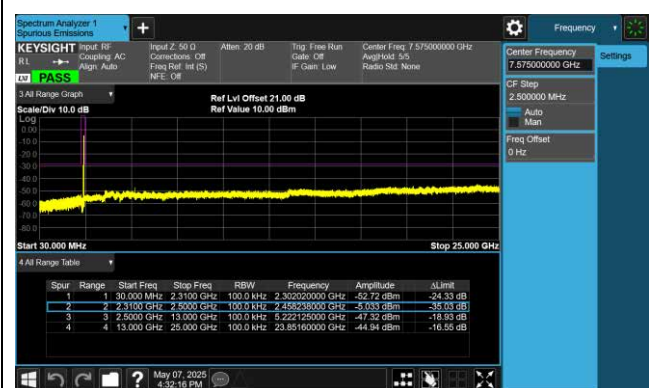 Spectrum Analyzer 1
Spurious Emissions
Frequency
KEYSIGHT Input: RF Input Z: 50 Ω Atten: 20 dB Trig: Free Run Center Freq: 7.575000000 GHz
RL Coupling: AC Corrections: Off Gate: Off Avg|Hold: 5/5
Align: Auto Freq Ref: Int (S) IF Gain: Low Radio Std: None
NFE: Off
LXI PASS
Center Frequency
7.575000000 GHz
Settings
CF Step
2.500000 MHz
Auto
Man
Freq Offset
0 Hz
3 All Range Graph
Ref Lvl Offset 21.00 dB
Scale/Div 10.0 dB Ref Value 10.00 dBm
Log
0.00
-10.0
-20.0
-30.0
-40.0
-50.0
-60.0
-70.0
-80.0
Start 30.000 MHz Stop 25.000 GHz
4 All Range Table
Spur Range Start Freq Stop Freq RBW Frequency Amplitude ΔLimit
1 1 30.000 MHz 2.3100 GHz 100.0 kHz 2.302020000 GHz -52.72 dBm -24.33 dB
2 2 2.3100 GHz 2.5000 GHz 100.0 kHz 2.458238000 GHz -5.033 dBm -35.03 dB
3 3 2.5000 GHz 13.000 GHz 100.0 kHz 5.222125000 GHz -47.32 dBm -18.93 dB
4 4 13.000 GHz 25.000 GHz 100.0 kHz 23.85160000 GHz -44.94 dBm -16.55 dB
May 07, 2025
4:32:16 PM